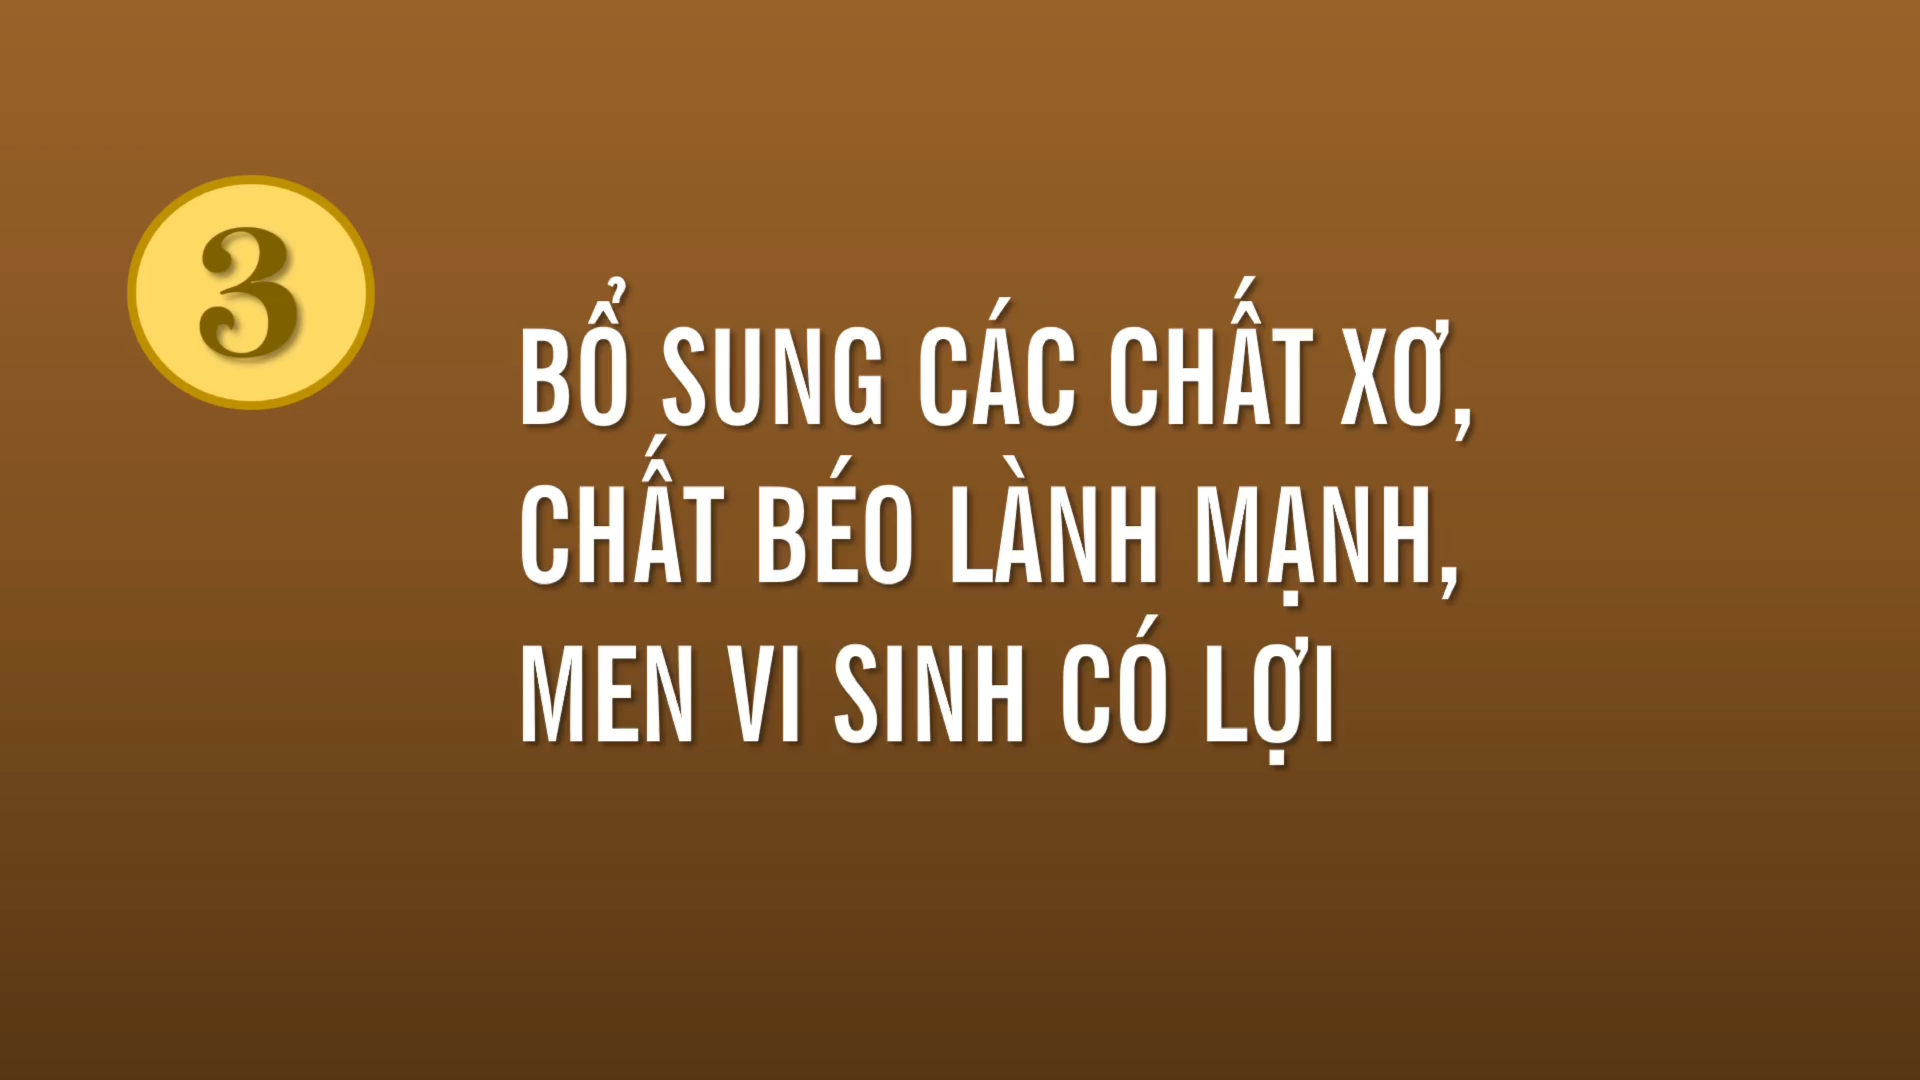 3
BỔ SUNG CÁC CHẤT XƠ,
CHẤT BÉO LÀNH MẠNH,
MEN VI SINH CÓ LỢI